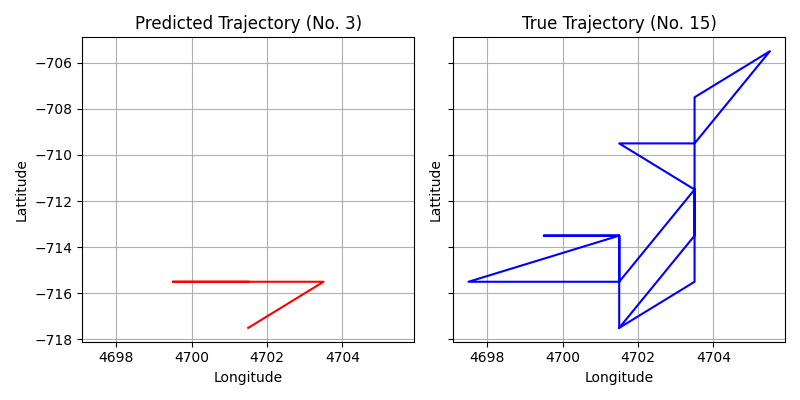 Predicted Trajectory (No. 3)
Lattitude
−706
−708
−710
−712
−714
−716
−718
4698 4700 4702 4704
Longitude
True Trajectory (No. 15)
Lattitude
4698 4700 4702 4704
Longitude